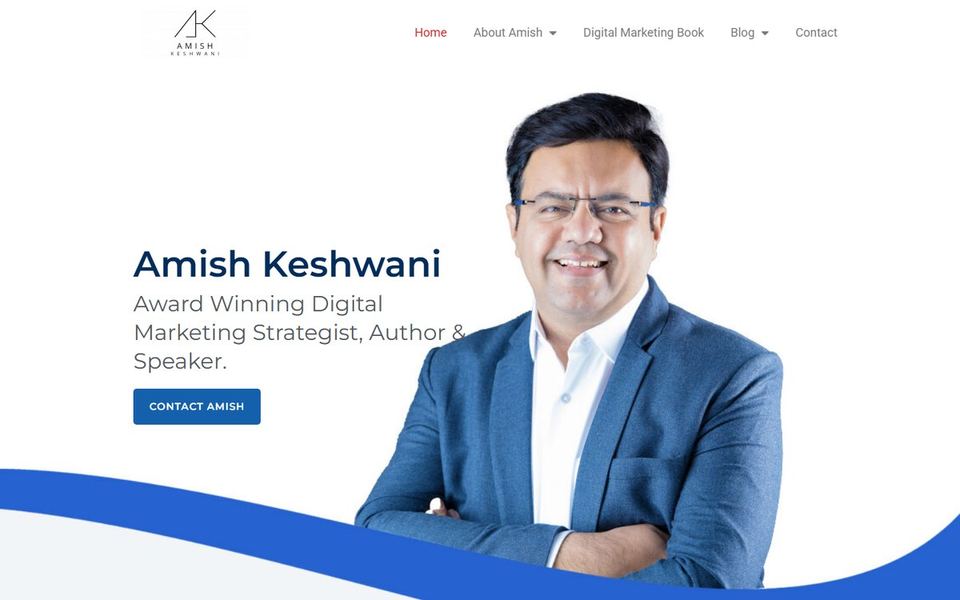 AMISH
KESHWANI
Home
About Amish
Digital Marketing Book
Blog
Contact
Amish Keshwani
Award Winning Digital
Marketing Strategist, Author &
Speaker.
CONTACT AMISH